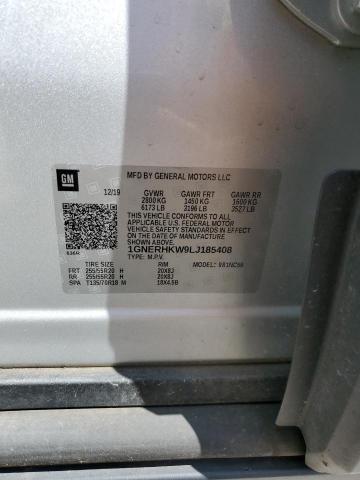 GM
MFD BY GENERAL MOTORS LLC
12/19 GVWR GAWR FRT GAWR RR
2800 KG 1450 KG 1600 KG
6173 LB 3196 LB 3527 LB
THIS VEHICLE CONFORMS TO ALL
APPLICABLE U.S. FEDERAL MOTOR
VEHICLE SAFETY STANDARDS IN
EFFECT ON THE DATE OF
MANUFACTURE SHOWN ABOVE.
1GNERHKW9LJ185408
TYPE: M.P.V.
TIRE SIZE RIM MODEL:
FRT 255/55R20 H 20X8J
RR 255/55R20 H 20X8J
SPA T135/70R18 M 18X4.5B